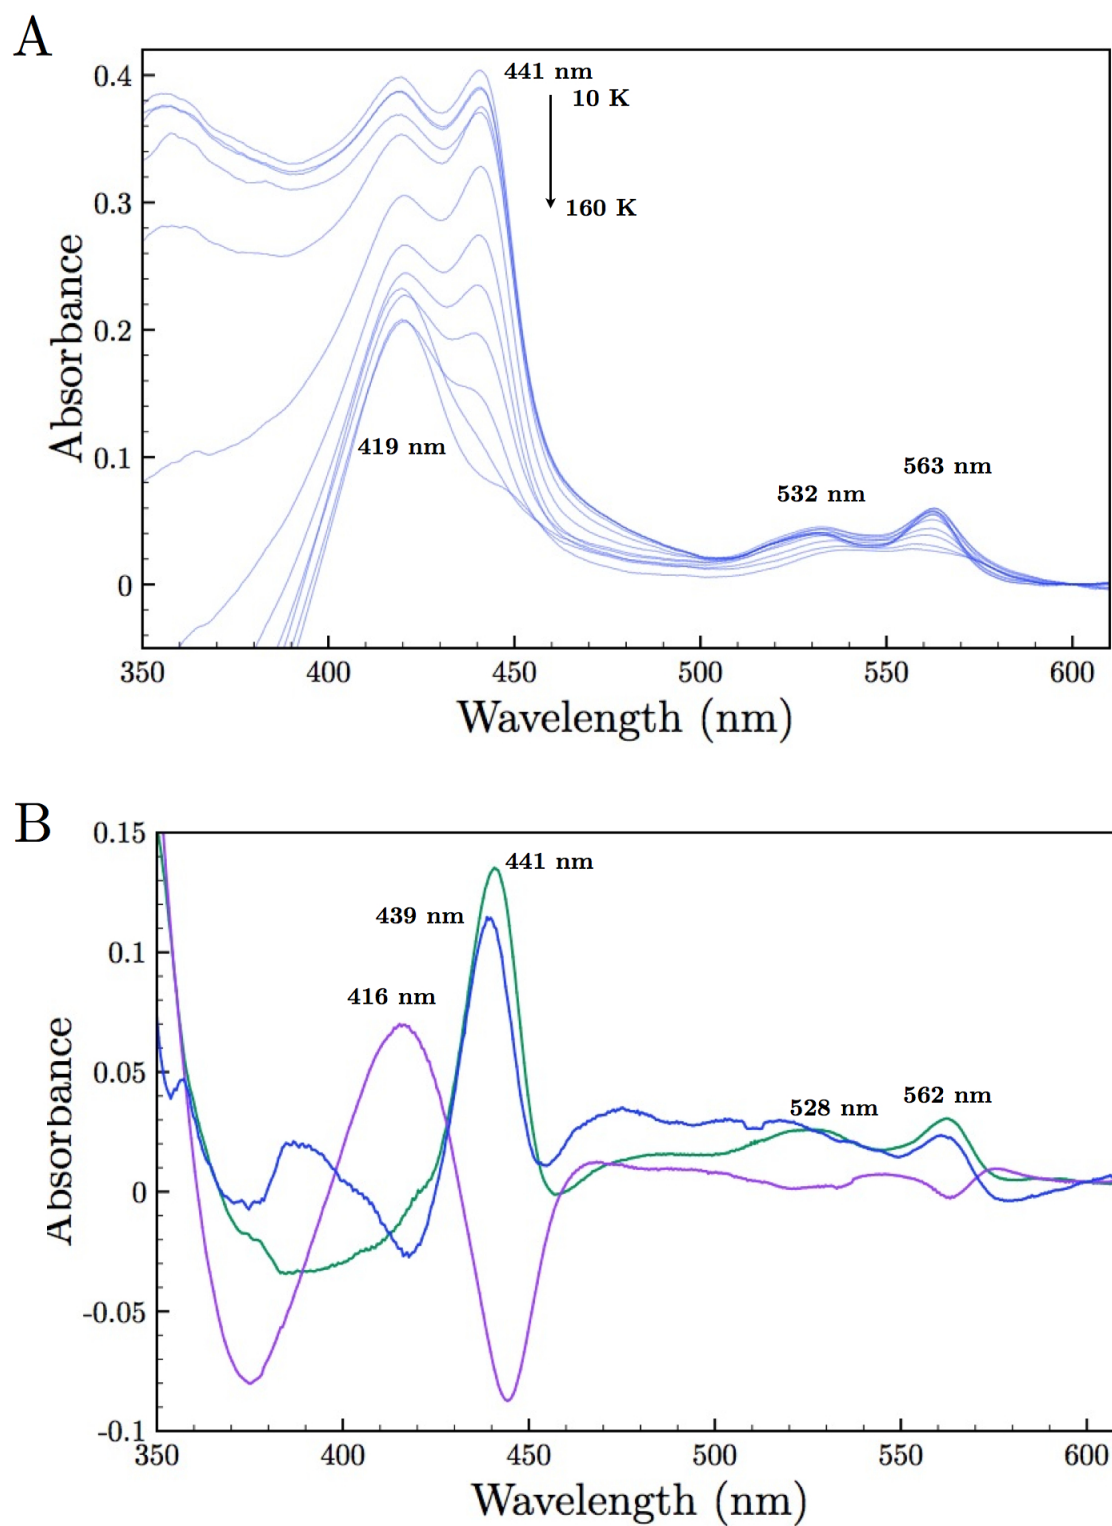 A
0.4
441 nm
10 K
0.3
160 K
0.2
419 nm
0.1
532 nm
563 nm
0
Absorbance
350
400
450
500
550
600
Wavelength (nm)
B
0.15
441 nm
439 nm
0.1
416 nm
0.05
528 nm
562 nm
0
-0.05
-0.1
Absorbance
350
400
450
500
550
600
Wavelength (nm)